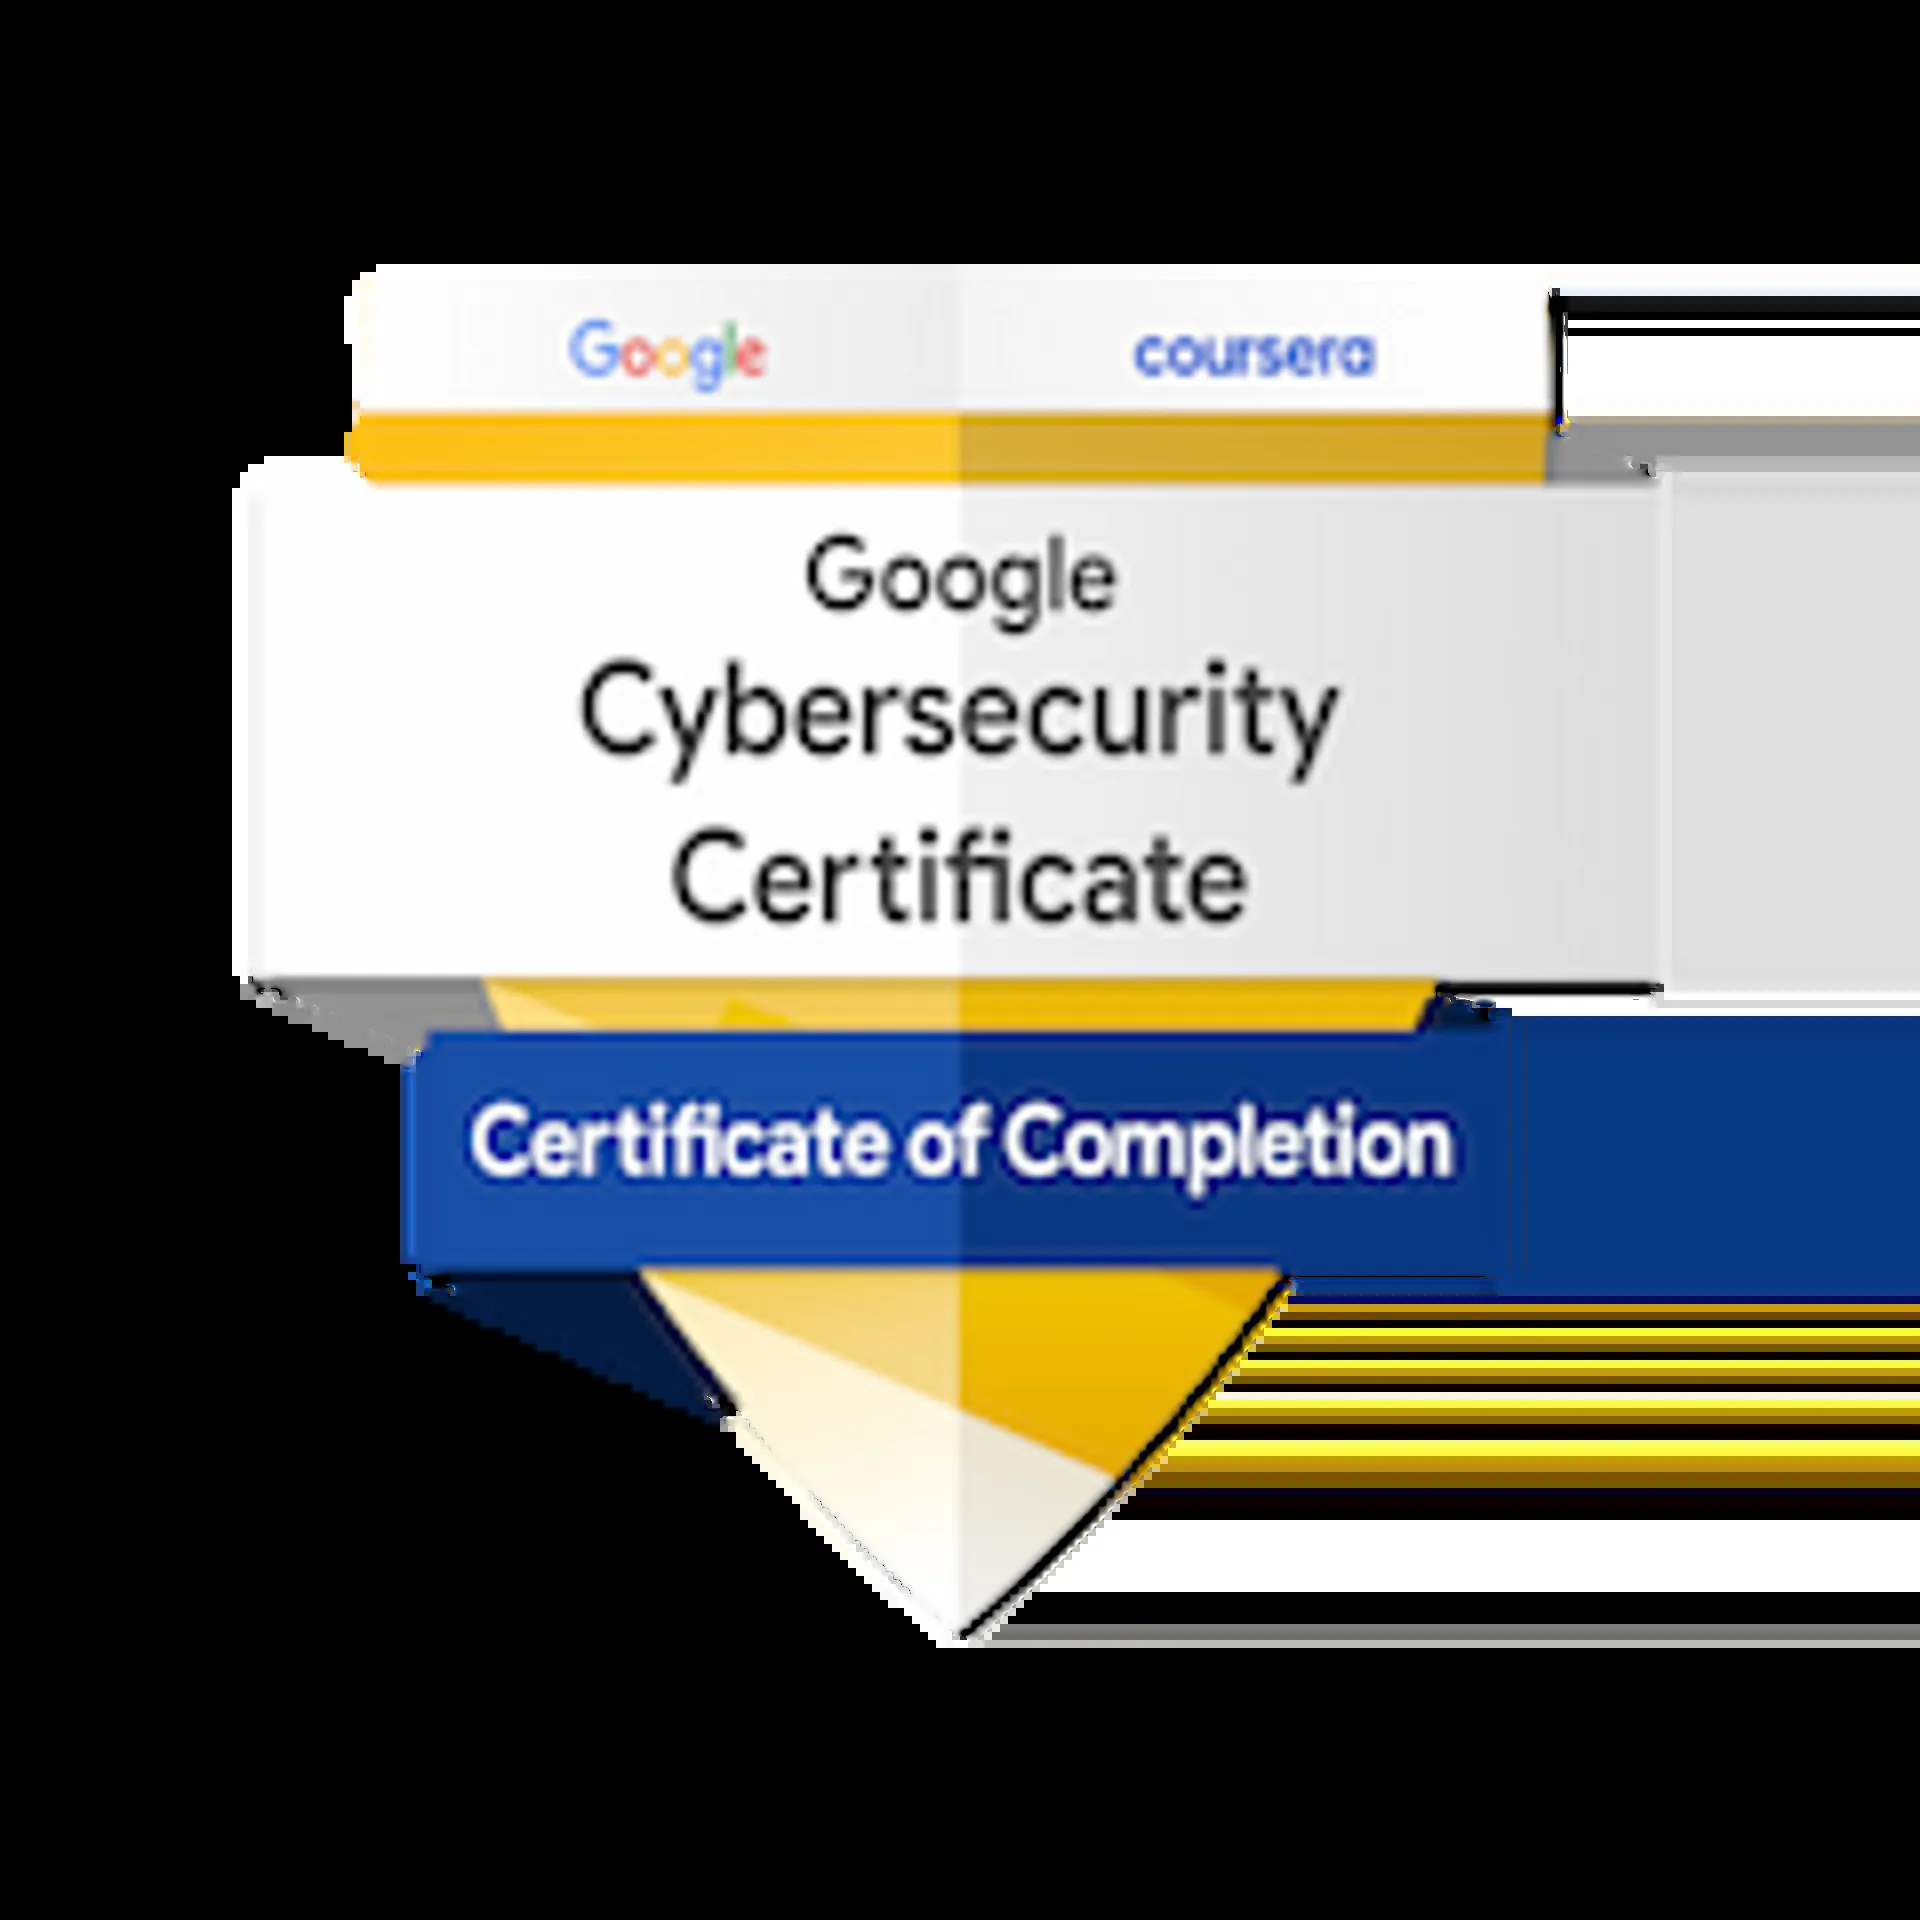 Google coursera
Google
Cybersecurity
Certificate
Certificate of Completion